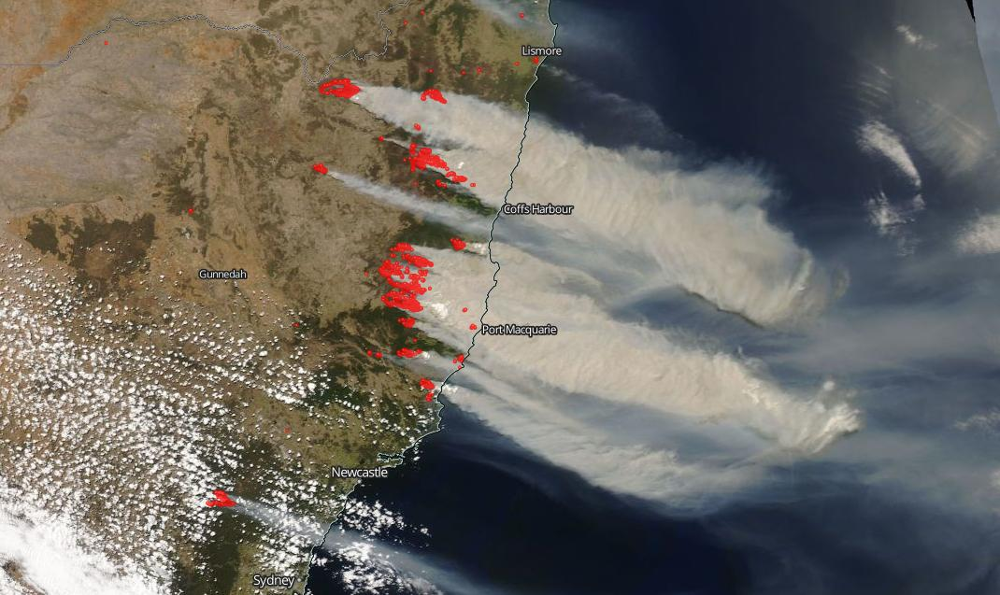 Lismore
Coffs Harbour
Gunnedah
Port Macquarie
Newcastle
Sydney